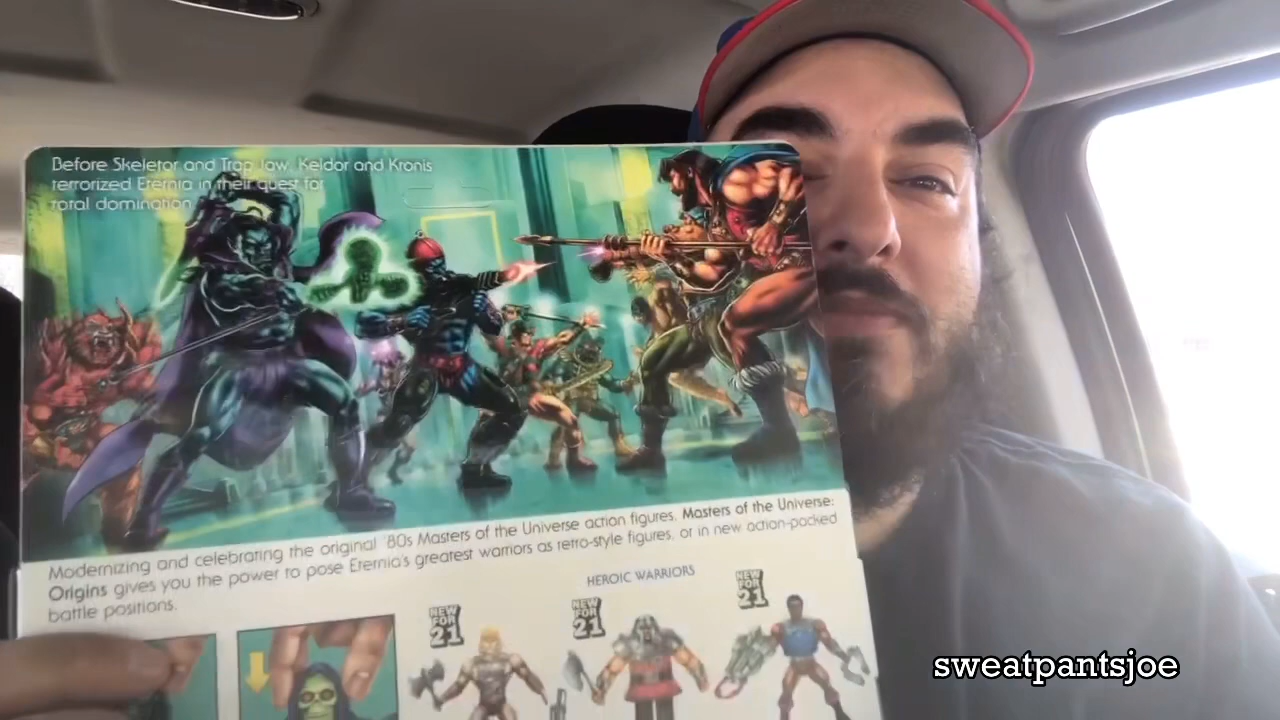 Before Skeletor and Trap Jaw, Keldor and Kronis
terrorized Eternia in their quest for
total domination.
Modernizing and celebrating the original '80s Masters of the Universe action figures, Masters of the Universe:
Origins gives you the power to pose Eternia's greatest warriors as retro-style figures, or in new action-packed
battle positions.
HEROIC WARRIORS
NEW
FOR
21
NEW
FOR
21
NEW
FOR
21
sweatpantsjoe